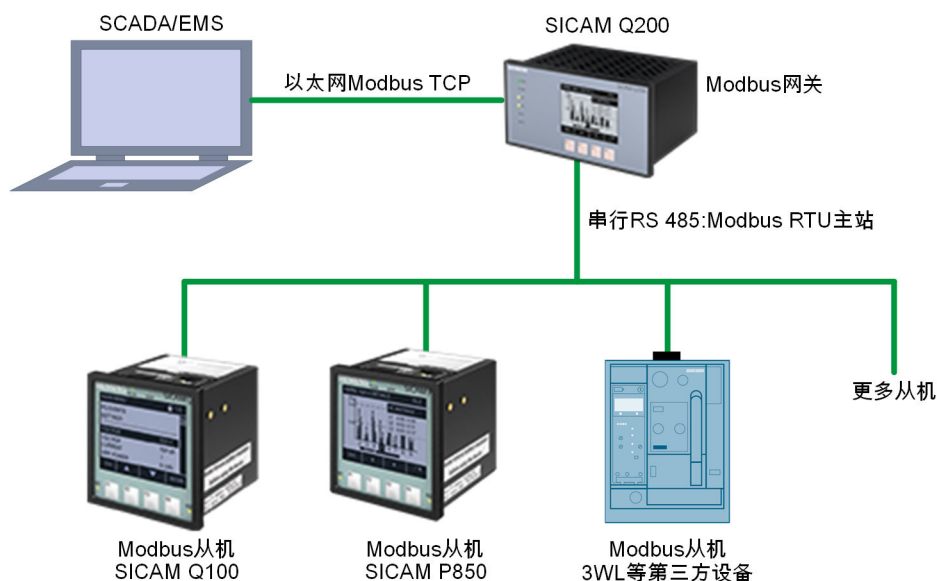 SCADA/EMS
SICAM Q200
以太网Modbus TCP
Modbus网关
串行RS 485:Modbus RTU主站
更多从机
Modbus从机
SICAM Q100
Modbus从机
SICAM P850
Modbus从机
3WL等第三方设备